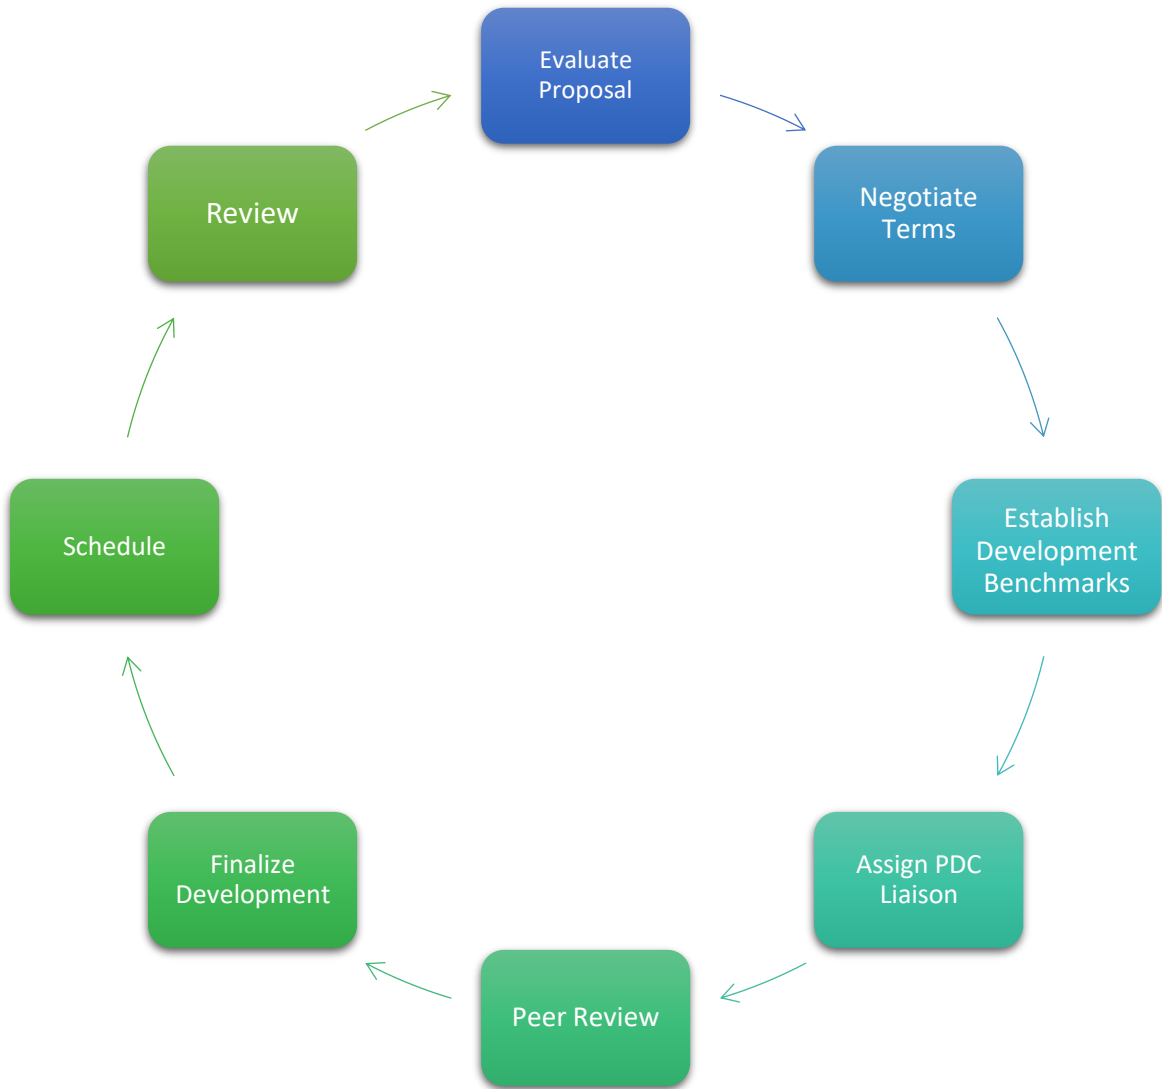 Evaluate
Proposal
Negotiate
Terms
Establish
Development
Benchmarks
Assign PDC
Liaison
Peer Review
Finalize
Development
Schedule
Review